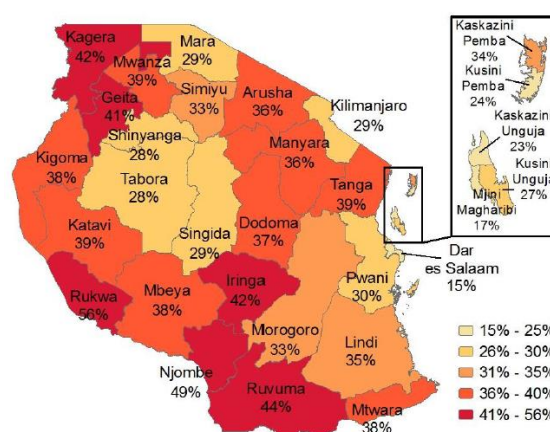 Kagera
42%
Mara
29%
Mwanza
39%
Geita
41%
Simiyu
33%
Arusha
36%
Kilimanjaro
29%
Shinyanga
28%
Kigoma
38%
Tabora
28%
Manyara
36%
Tanga
39%
Singida
29%
Dodoma
37%
Katavi
39%
Rukwa
56%
Mbeya
38%
Iringa
42%
Morogoro
33%
Pwani
30%
Dar
es Salaam
15%
Lindi
35%
Njombe
49%
Ruvuma
44%
Mtwara
38%
Kaskazini
Pemba
34%
Kusini
Pemba
24%
Kaskazini
Unguja
23%
Kusini
Unguja
27%
Mjini
Magharibi
17%
15% - 25%
26% - 30%
31% - 35%
36% - 40%
41% - 56%